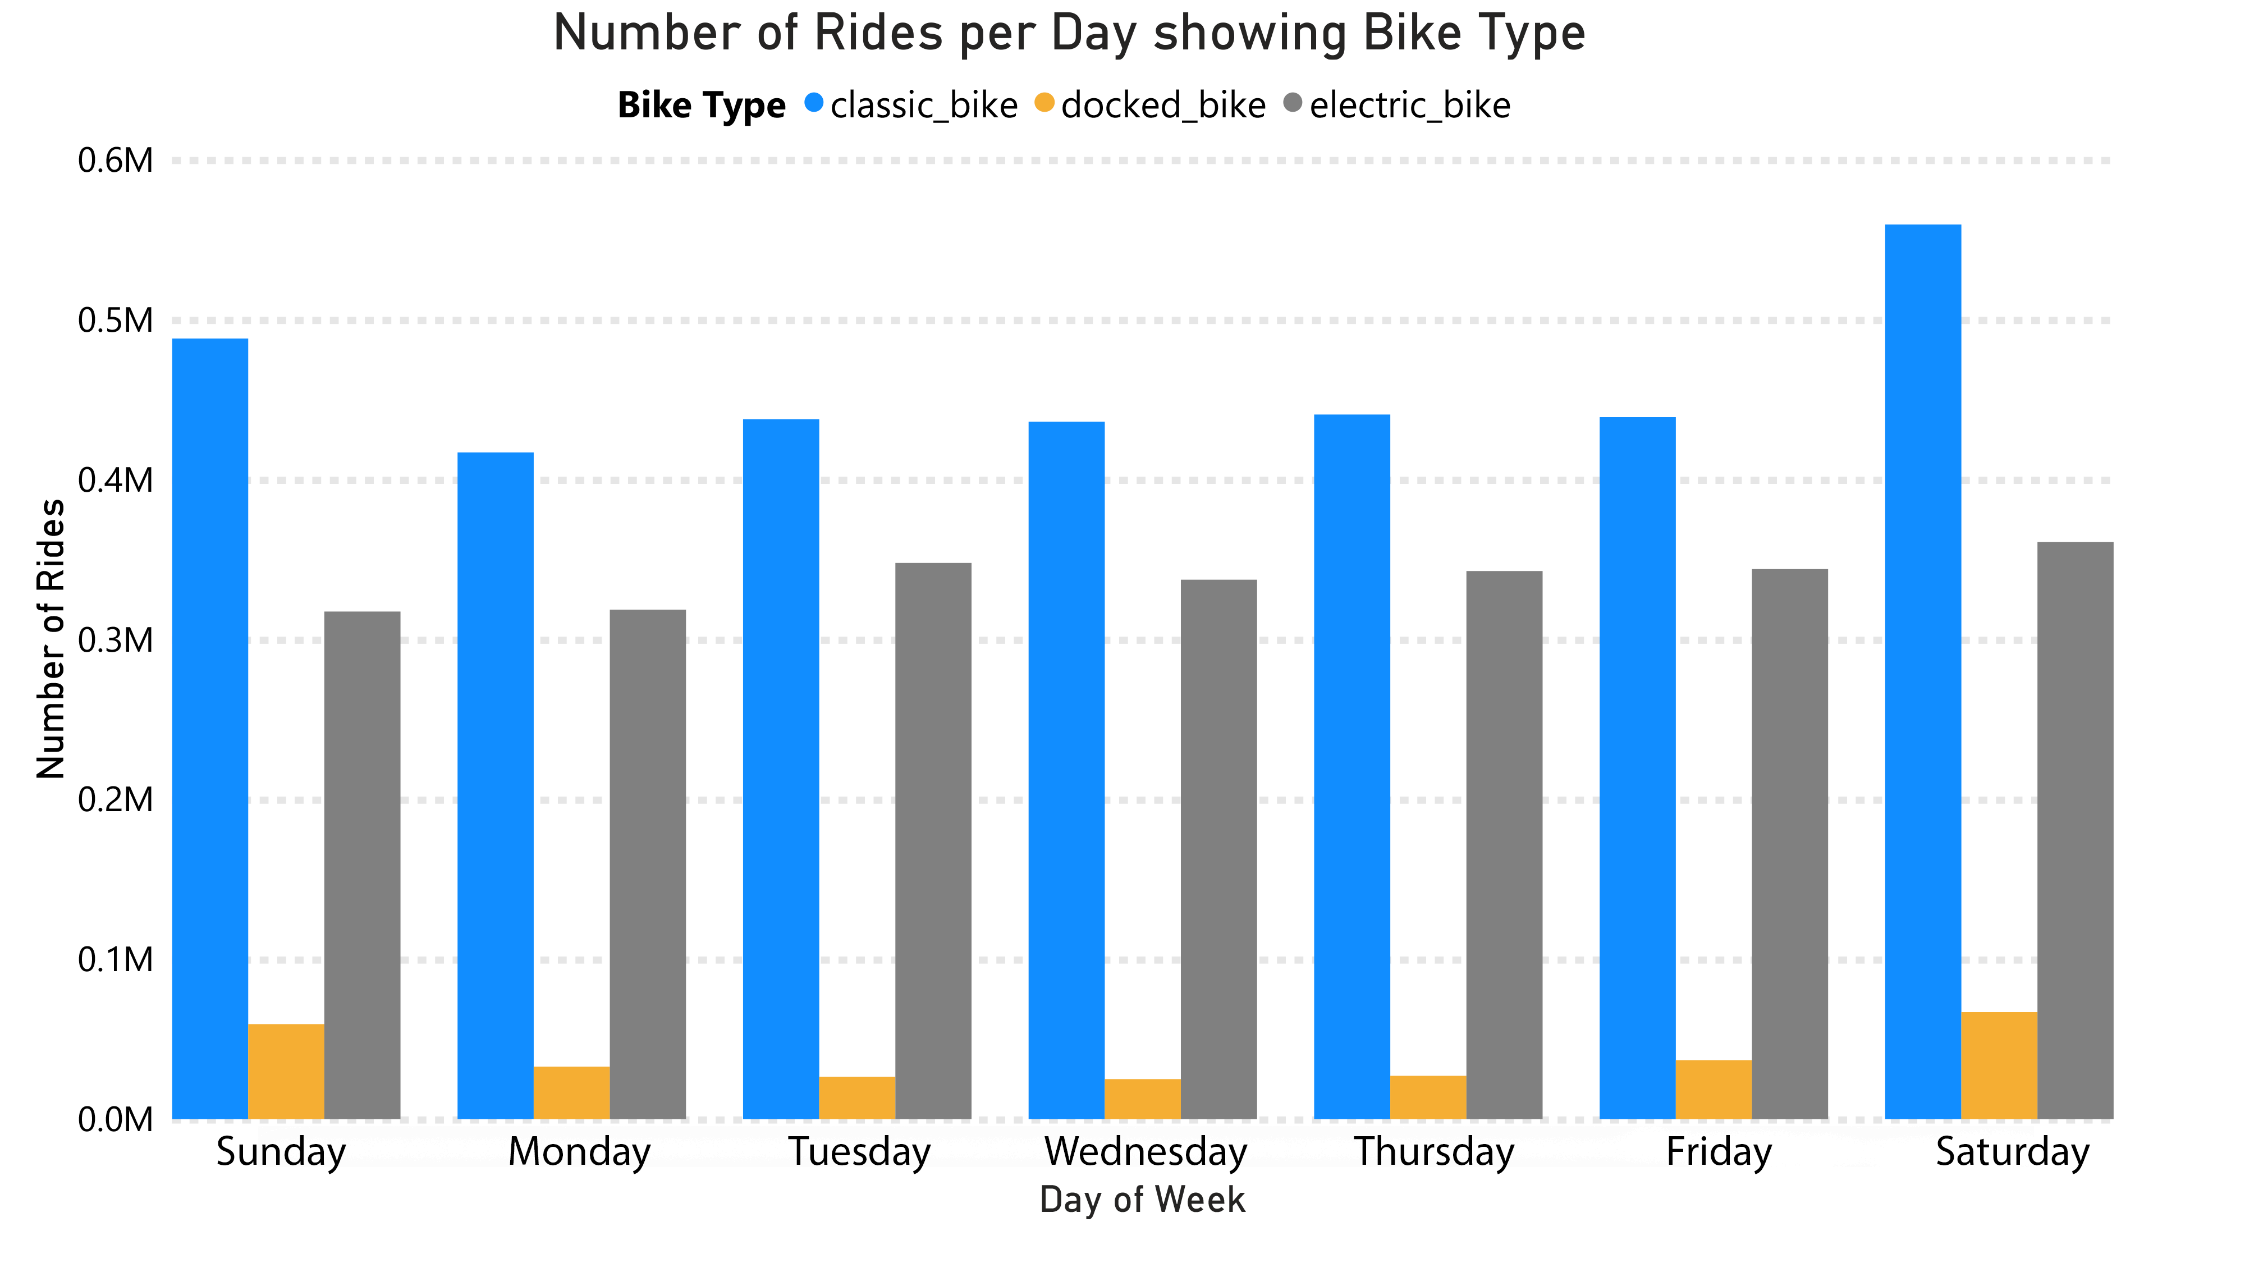 Number of Rides per Day showing Bike Type
Bike Type classic_bike docked_bike electric_bike
0.6M
0.5M
0.4M
0.3M
0.2M
0.1M
0.0M
Number of Rides
Sunday Monday Tuesday Wednesday Thursday Friday Saturday
Day of Week